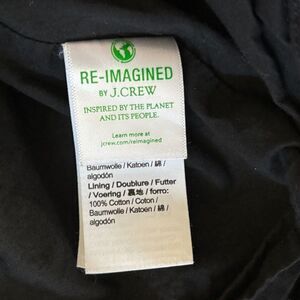 RE-IMAGINED
BY J.CREW
INSPIRED BY THE PLANET
AND ITS PEOPLE.
Learn more at
jcrew.com/reimagined
Baumwolle / Katoen / 綿 /
algodón
Lining / Doublure / Futter
/ Voering / 裏地 / forro:
100% Cotton / Coton /
Baumwolle / Katoen / 綿 /
algodón